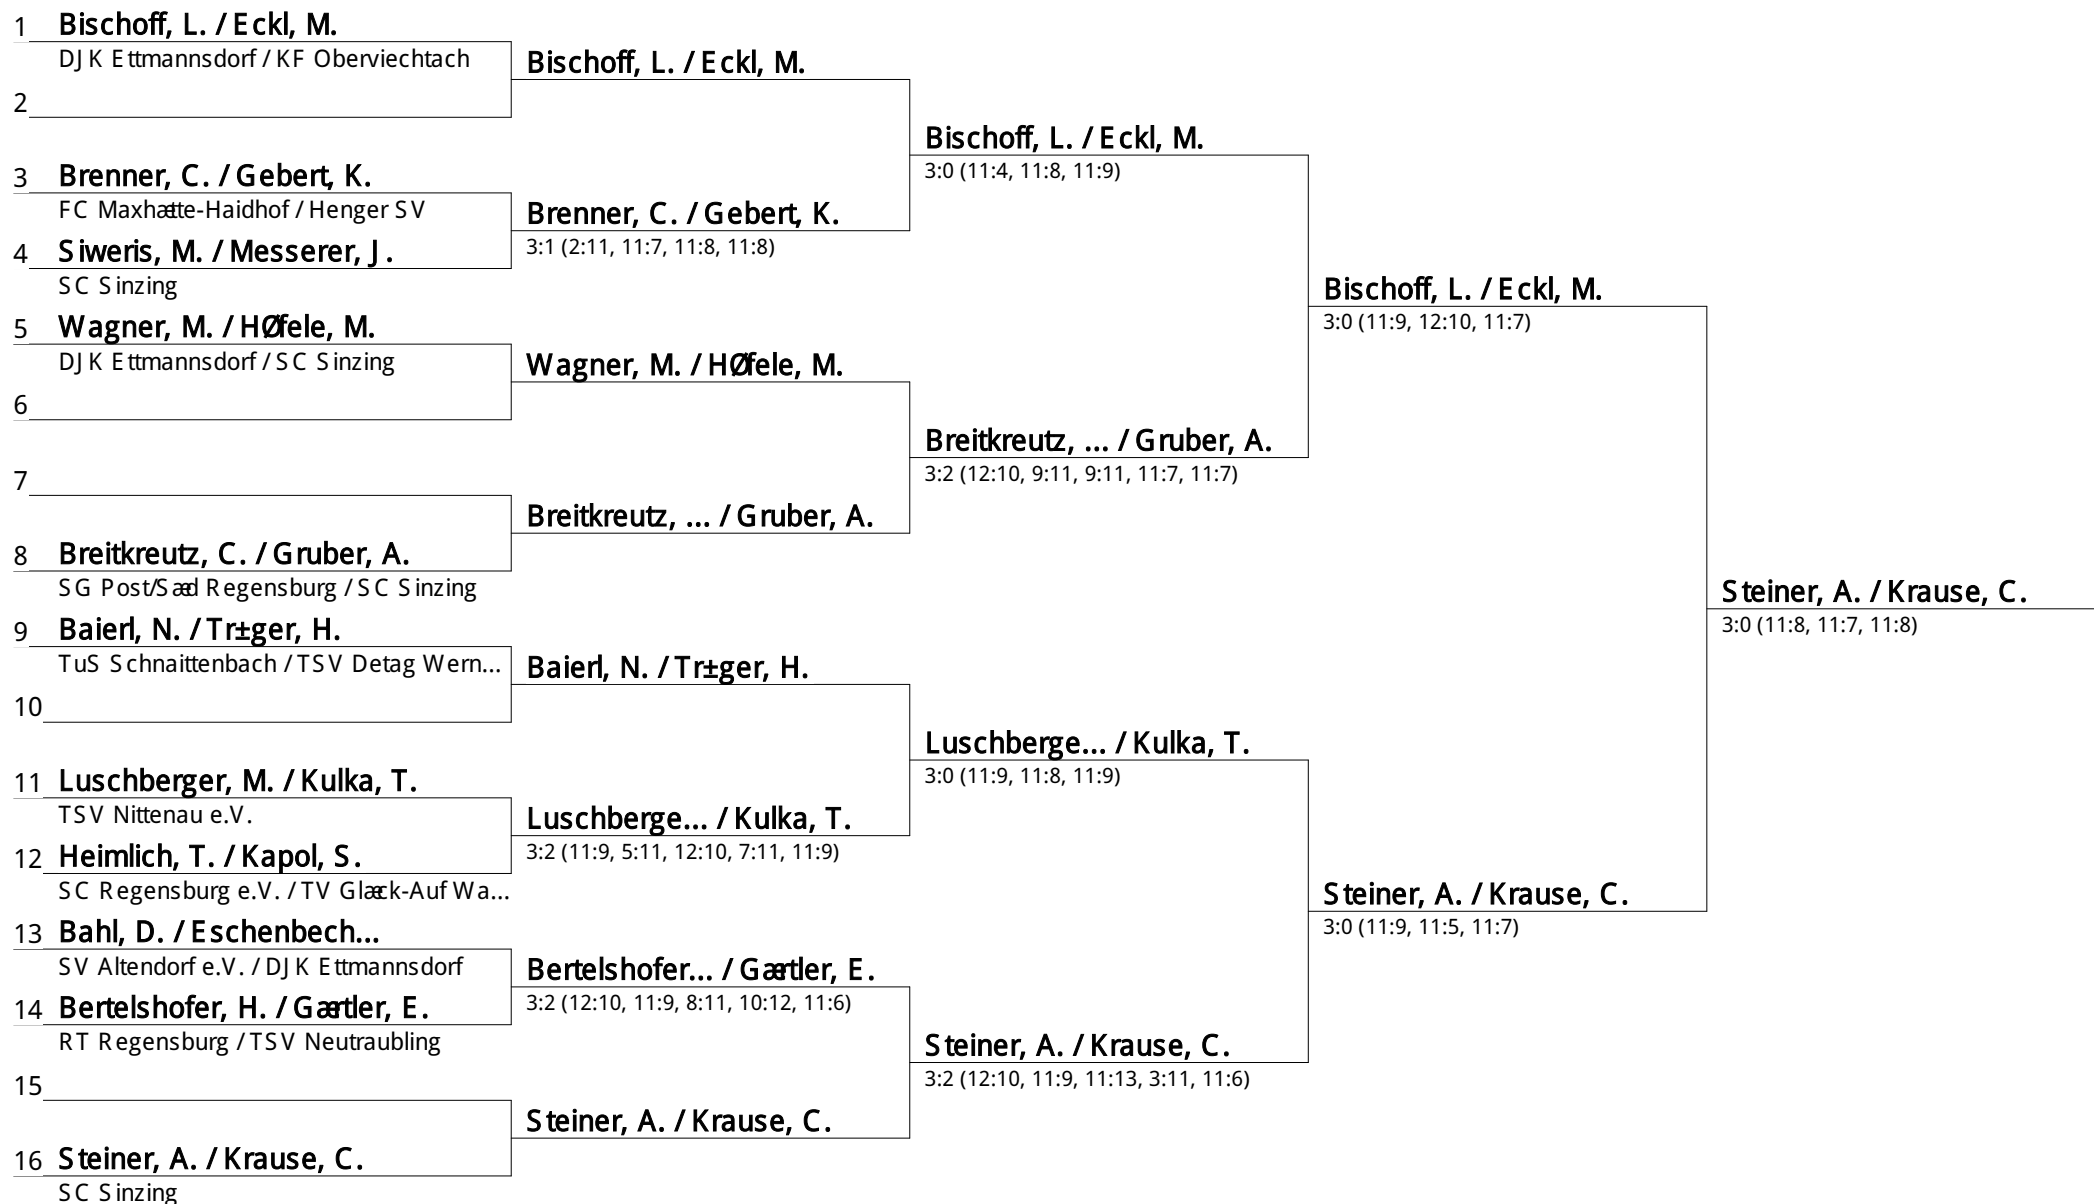 1 Bischoff, L. / Eckl, M.
DJK Ettmannsdorf / KF Oberviechtach
Bischoff, L. / Eckl, M.
2
Bischoff, L. / Eckl, M.
3:0 (11:4, 11:8, 11:9)
3 Brenner, C. / Gebert, K.
FC Maxhætte-Haidhof / Henger SV
Brenner, C. / Gebert, K.
3:1 (2:11, 11:7, 11:8, 11:8)
4 Siweris, M. / Messerer, J.
SC Sinzing
Bischoff, L. / Eckl, M.
3:0 (11:9, 12:10, 11:7)
5 Wagner, M. / HØfele, M.
DJK Ettmannsdorf / SC Sinzing
Wagner, M. / HØfele, M.
6
Breitkreutz, ... / Gruber, A.
3:2 (12:10, 9:11, 9:11, 11:7, 11:7)
7
Breitkreutz, ... / Gruber, A.
8 Breitkreutz, C. / Gruber, A.
SG Post/Sæd Regensburg / SC Sinzing
Steiner, A. / Krause, C.
3:0 (11:8, 11:7, 11:8)
9 Baierl, N. / Tr±ger, H.
TuS Schnaittenbach / TSV Detag Wern...
Baierl, N. / Tr±ger, H.
10
Luschberge... / Kulka, T.
3:0 (11:9, 11:8, 11:9)
11 Luschberger, M. / Kulka, T.
TSV Nittenau e.V.
Luschberge... / Kulka, T.
3:2 (11:9, 5:11, 12:10, 7:11, 11:9)
12 Heimlich, T. / Kapol, S.
SC Regensburg e.V. / TV Glæck-Auf Wa...
Steiner, A. / Krause, C.
3:0 (11:9, 11:5, 11:7)
13 Bahl, D. / Eschenbech...
SV Altendorf e.V. / DJK Ettmannsdorf
Bertelshofer... / Gærtler, E.
3:2 (12:10, 11:9, 8:11, 10:12, 11:6)
14 Bertelshofer, H. / Gærtler, E.
RT Regensburg / TSV Neutraubling
Steiner, A. / Krause, C.
3:2 (12:10, 11:9, 11:13, 3:11, 11:6)
15
Steiner, A. / Krause, C.
16 Steiner, A. / Krause, C.
SC Sinzing